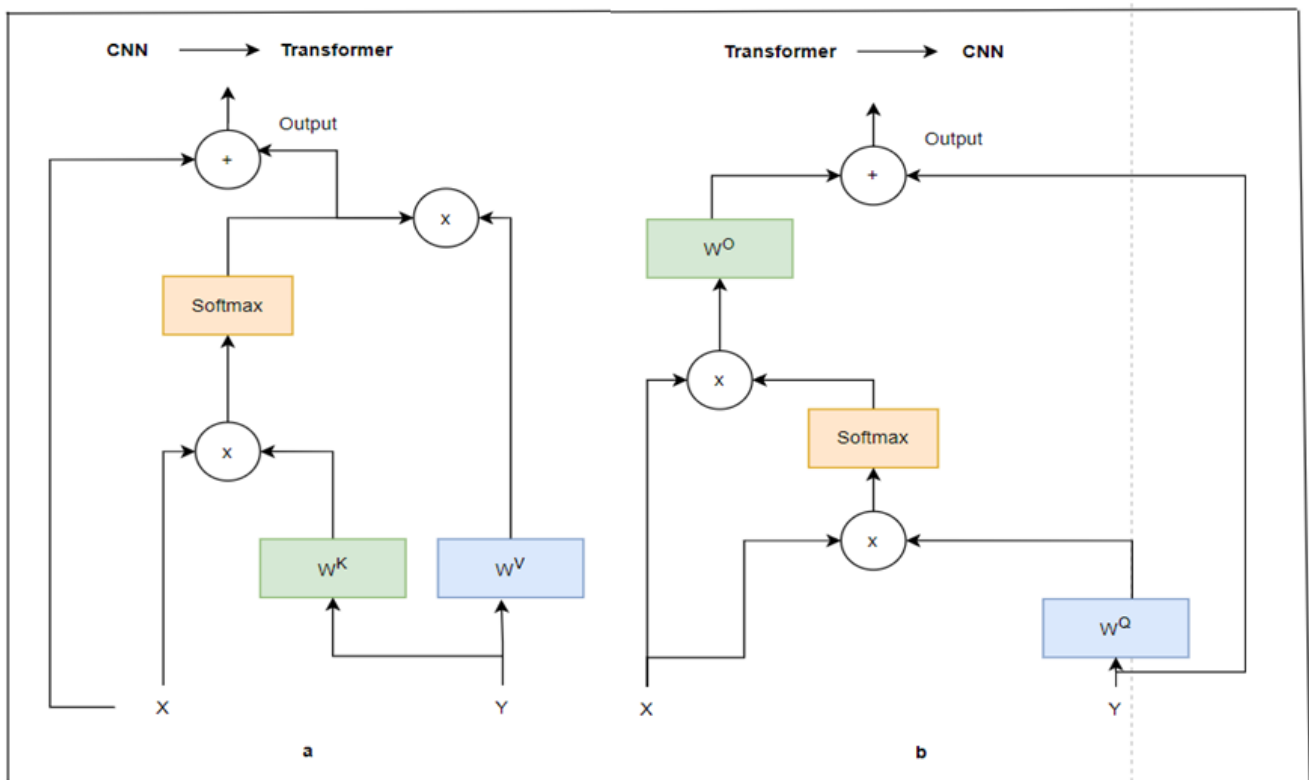 CNN Transformer
Output
+
x
Softmax
x
W^K W^V
X Y
a
Transformer CNN
Output
+
W^O
x
Softmax
x
W^Q
X Y
b